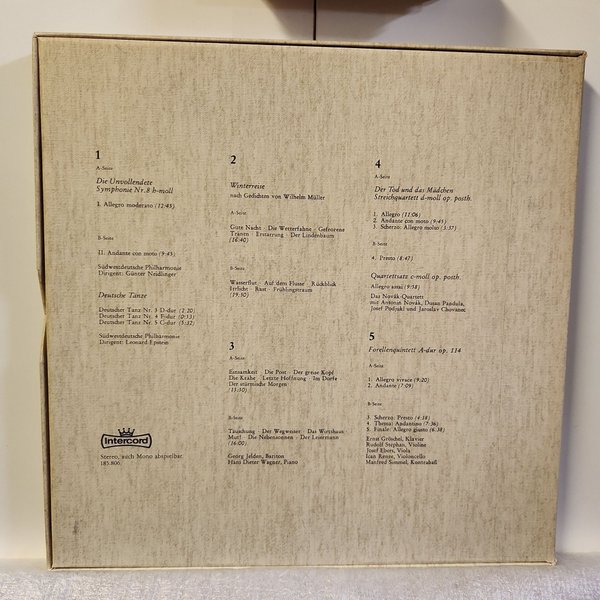 1
A-Seite
Die Unvollendete
Symphonie Nr. 8 h-moll
I. Allegro moderato (12:45)
B-Seite
II. Andante con moto (9:45)
Südwestdeutsche Philharmonie
Dirigent: Günter Neidlinger
Deutsche Tänze
Deutscher Tanz Nr. 3 D-dur (2:20)
Deutscher Tanz Nr. 4 F-dur (0:53)
Deutscher Tanz Nr. 5 C-dur (5:32)
Südwestdeutsche Philharmonie
Dirigent: Leonard Epstein
Intercord
Stereo, auch Mono abspielbar
185.806
2
Winterreise
nach Gedichten von Wilhelm Müller
A-Seite
Gute Nacht · Die Wetterfahne · Gefrorene
Tränen · Erstarrung · Der Lindenbaum
(16:40)
B-Seite
Wasserflut · Auf dem Flusse · Rückblick
Irrlicht · Rast · Frühlingstraum
(19:30)
3
A-Seite
Einsamkeit · Die Post · Der greise Kopf
Die Krähe · Letzte Hoffnung · Im Dorfe
Der stürmische Morgen
(15:50)
B-Seite
Täuschung · Der Wegweiser · Das Wirtshaus
Mut! · Die Nebensonnen · Der Leiermann
(16:00)
Georg Jelden, Bariton
Hans Dieter Wagner, Piano
4
A-Seite
Der Tod und das Mädchen
Streichquartett d-moll op. posth.
1. Allegro (11:06)
2. Andante con moto (9:45)
3. Scherzo: Allegro molto (3:37)
B-Seite
4. Presto (8:47)
Quartettsatz c-moll op. posth.
Allegro assai (9:58)
Das Novák-Quartett
mit Antonín Novák, Dusan Pandula,
Josef Podjukl und Jaroslav Chovanec
5
Forellenquintett A-dur op. 114
A-Seite
1. Allegro vivace (9:20)
2. Andante (7:09)
B-Seite
3. Scherzo: Presto (4:38)
4. Thema: Andantino (7:36)
5. Finale: Allegro giusto (6:38)
Ernst Gröschel, Klavier
Rudolf Stephan, Violine
Josef Ebers, Viola
Violoncello
Manfred Simmel, Kontrabaß